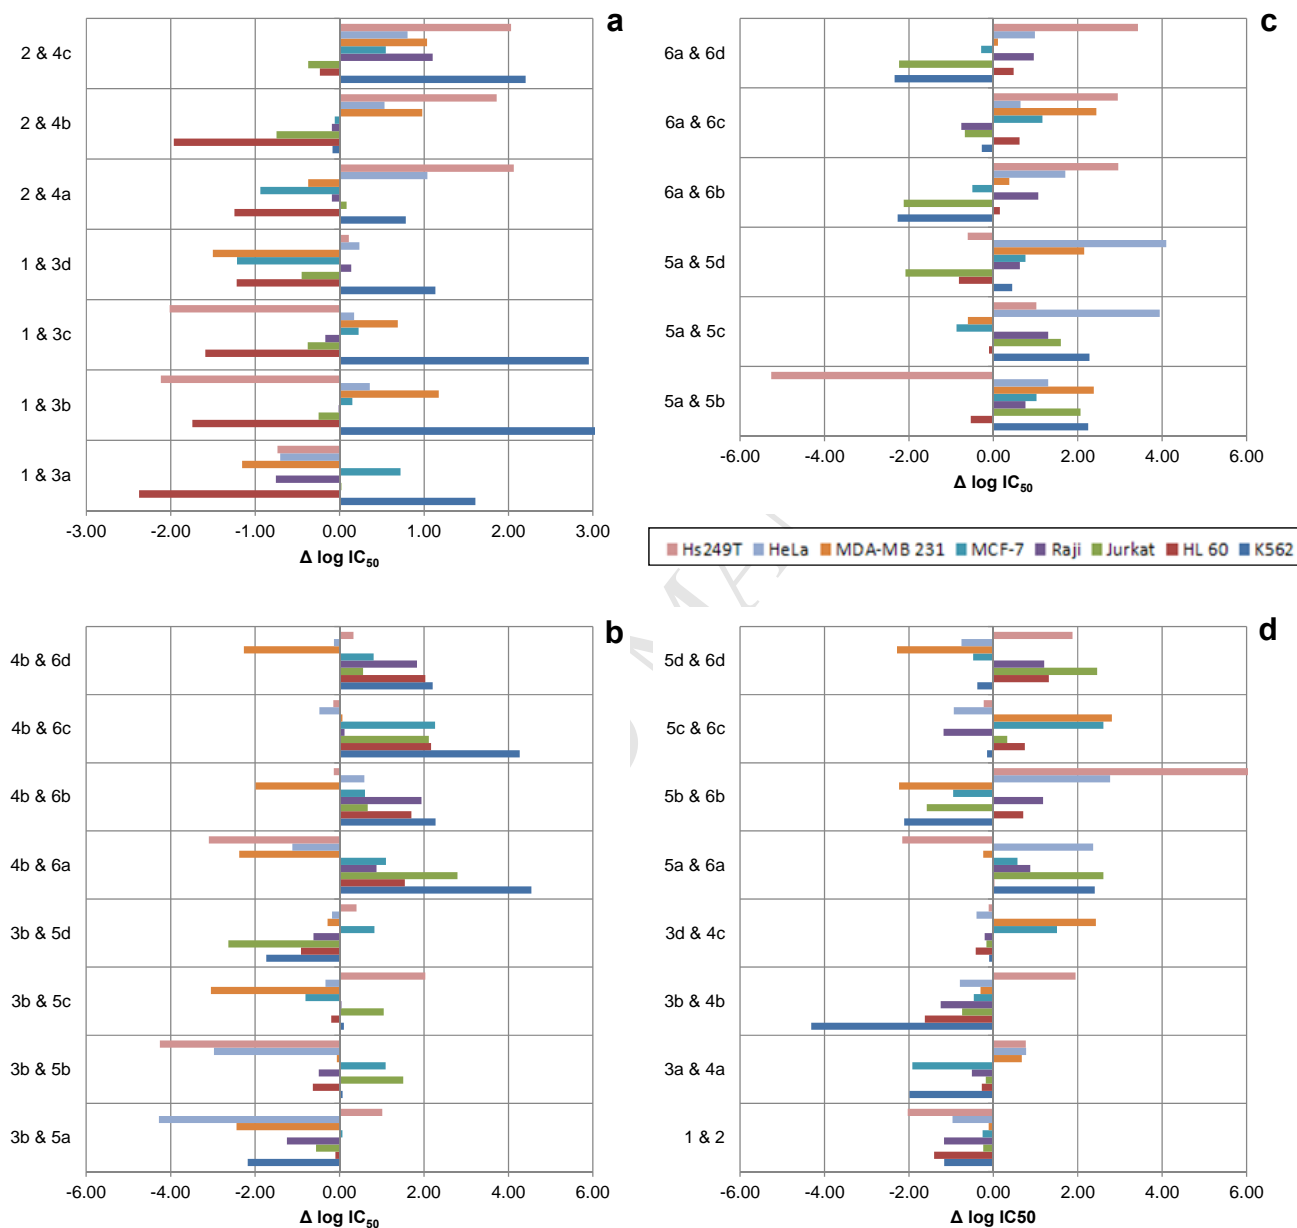 a
2 & 4c
2 & 4b
2 & 4a
1 & 3d
1 & 3c
1 & 3b
1 & 3a
-3.00 -2.00 -1.00 0.00 1.00 2.00 3.00
Δ log IC50
c
6a & 6d
6a & 6c
6a & 6b
5a & 5d
5a & 5c
5a & 5b
-6.00 -4.00 -2.00 0.00 2.00 4.00 6.00
Δ log IC50
Hs249T HeLa MDA-MB 231 MCF-7 Raji Jurkat HL 60 K562
b
4b & 6d
4b & 6c
4b & 6b
4b & 6a
3b & 5d
3b & 5c
3b & 5b
3b & 5a
-6.00 -4.00 -2.00 0.00 2.00 4.00 6.00
Δ log IC50
d
5d & 6d
5c & 6c
5b & 6b
5a & 6a
3d & 4c
3b & 4b
3a & 4a
1 & 2
-6.00 -4.00 -2.00 0.00 2.00 4.00 6.00
Δ log IC50